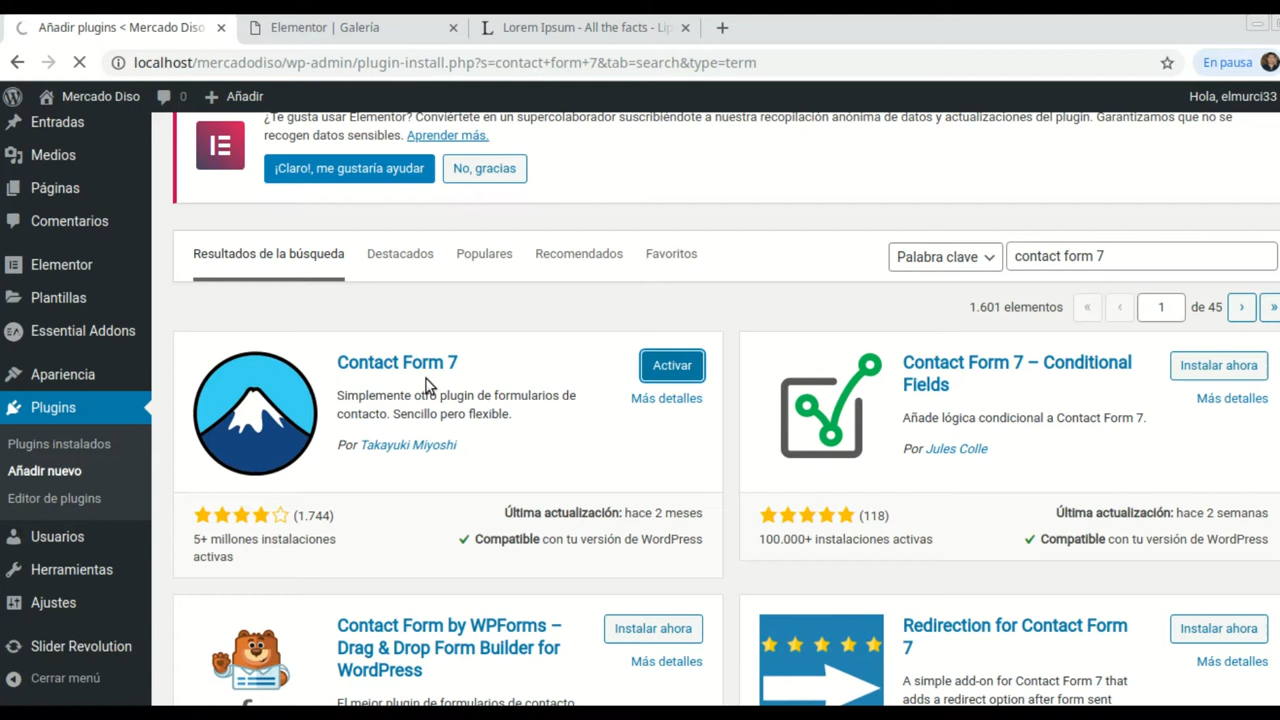 Añadir plugins < Mercado Diso
Elementor | Galería
Lorem Ipsum - All the facts - Lip
localhost/mercadodiso/wp-admin/plugin-install.php?s=contact+form+7&tab=search&type=term
En pausa
Mercado Diso
0
Añadir
Hola, elmurci33
Entradas
Medios
Páginas
Comentarios
Elementor
Plantillas
Essential Addons
Apariencia
Plugins
Plugins instalados
Añadir nuevo
Editor de plugins
Usuarios
Herramientas
Ajustes
Slider Revolution
Cerrar menú
¿Te gusta usar Elementor? Conviértete en un supercolaborador suscribiéndote a nuestra recopilación anónima de datos y actualizaciones del plugin. Garantizamos que no se
recogen datos sensibles. Aprender más.
¡Claro!, me gustaría ayudar
No, gracias
Resultados de la búsqueda
Destacados
Populares
Recomendados
Favoritos
Palabra clave
contact form 7
1.601 elementos
«
‹
1
de 45
›
»
Contact Form 7
Activar
Más detalles
Simplemente otro plugin de formularios de
contacto. Sencillo pero flexible.
Por Takayuki Miyoshi
(1.744)
5+ millones instalaciones
activas
Última actualización: hace 2 meses
Compatible con tu versión de WordPress
Contact Form 7 – Conditional
Fields
Instalar ahora
Más detalles
Añade lógica condicional a Contact Form 7.
Por Jules Colle
(118)
100.000+ instalaciones activas
Última actualización: hace 2 semanas
Compatible con tu versión de WordPress
Contact Form by WPForms –
Drag & Drop Form Builder for
WordPress
Instalar ahora
Más detalles
El mejor plugin de formularios de contacto
Redirection for Contact Form
7
Instalar ahora
Más detalles
A simple add-on for Contact Form 7 that
adds a redirect option after form sent